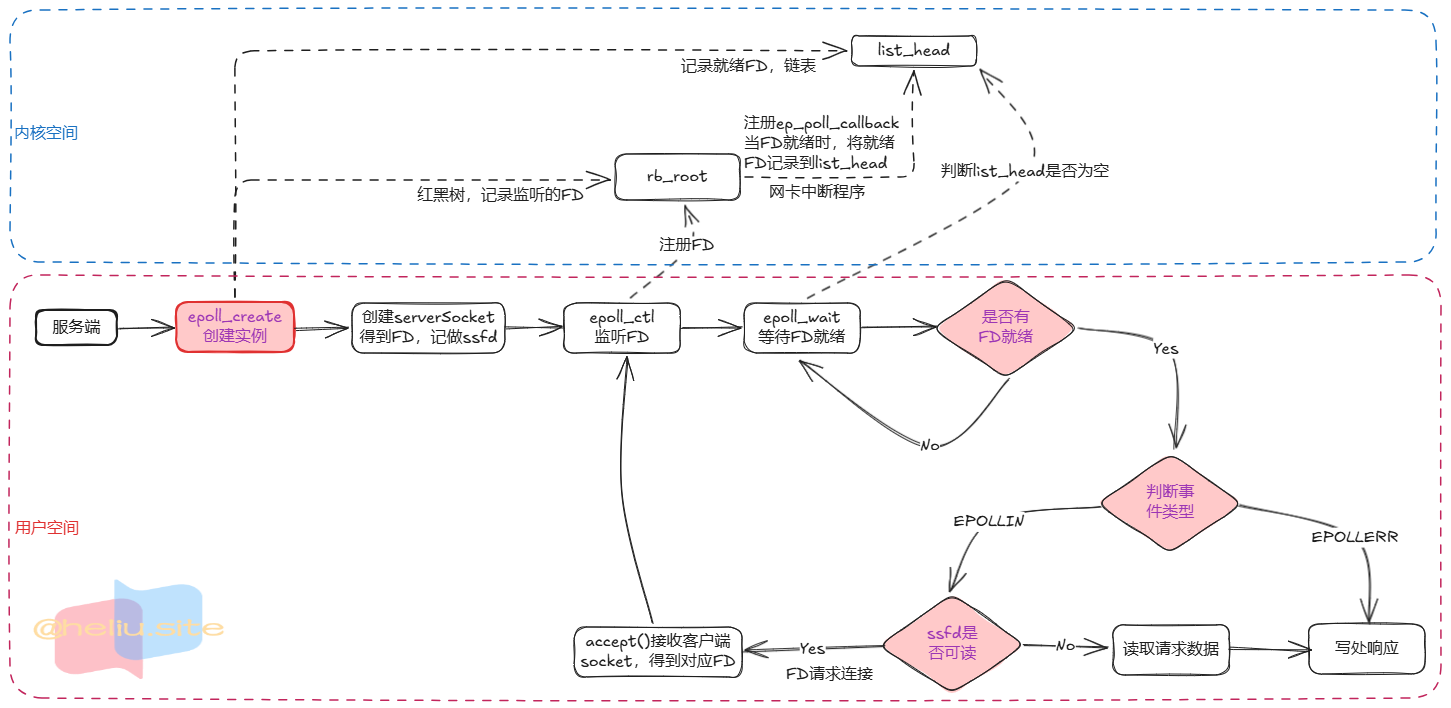 list_head
记录就绪FD，链表
内核空间
注册ep_poll_callback
当FD就绪时，将就绪
FD记录到list_head
rb_root
判断list_head是否为空
红黑树，记录监听的FD
网卡中断程序
注册FD
服务端
epoll_create
创建实例
创建serverSocket
得到FD，记做ssfd
epoll_ctl
监听FD
epoll_wait
等待FD就绪
是否有
FD就绪
Yes
No
判断事
件类型
用户空间
EPOLLIN
EPOLLERR
@heliu.site
accept()接收客户端
socket，得到对应FD
Yes
FD请求连接
ssfd是
否可读
No
读取请求数据
写处响应